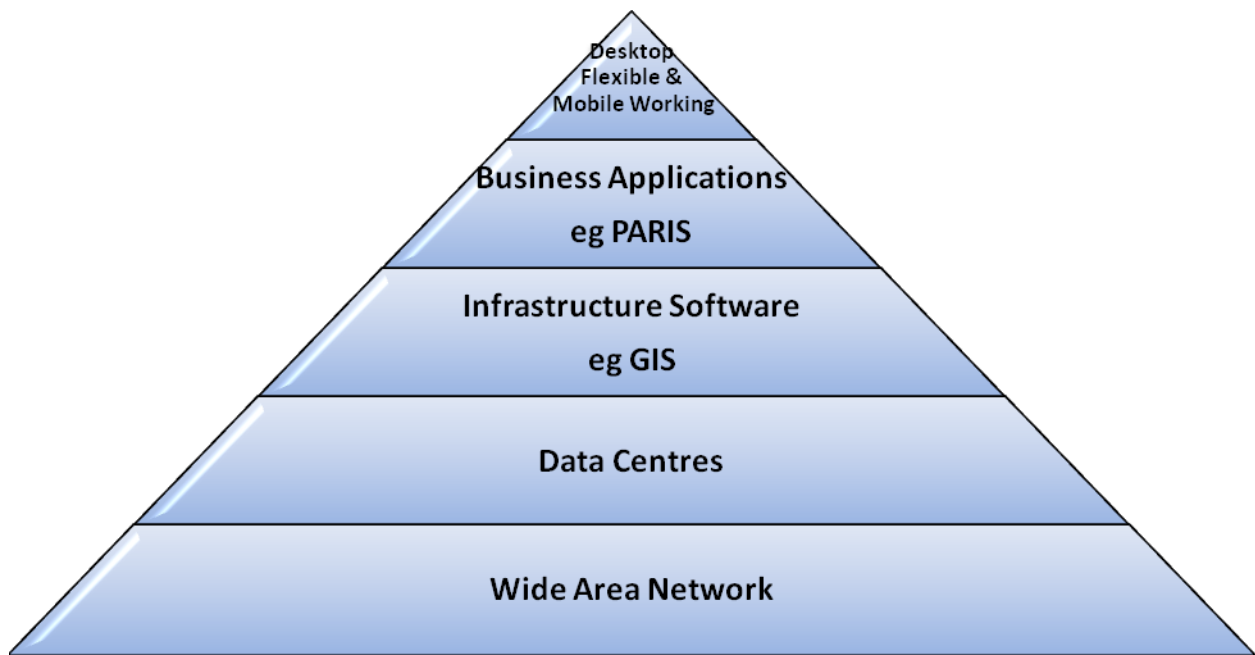 Desktop
Flexible &
Mobile Working
Business Applications
eg PARIS
Infrastructure Software
eg GIS
Data Centres
Wide Area Network